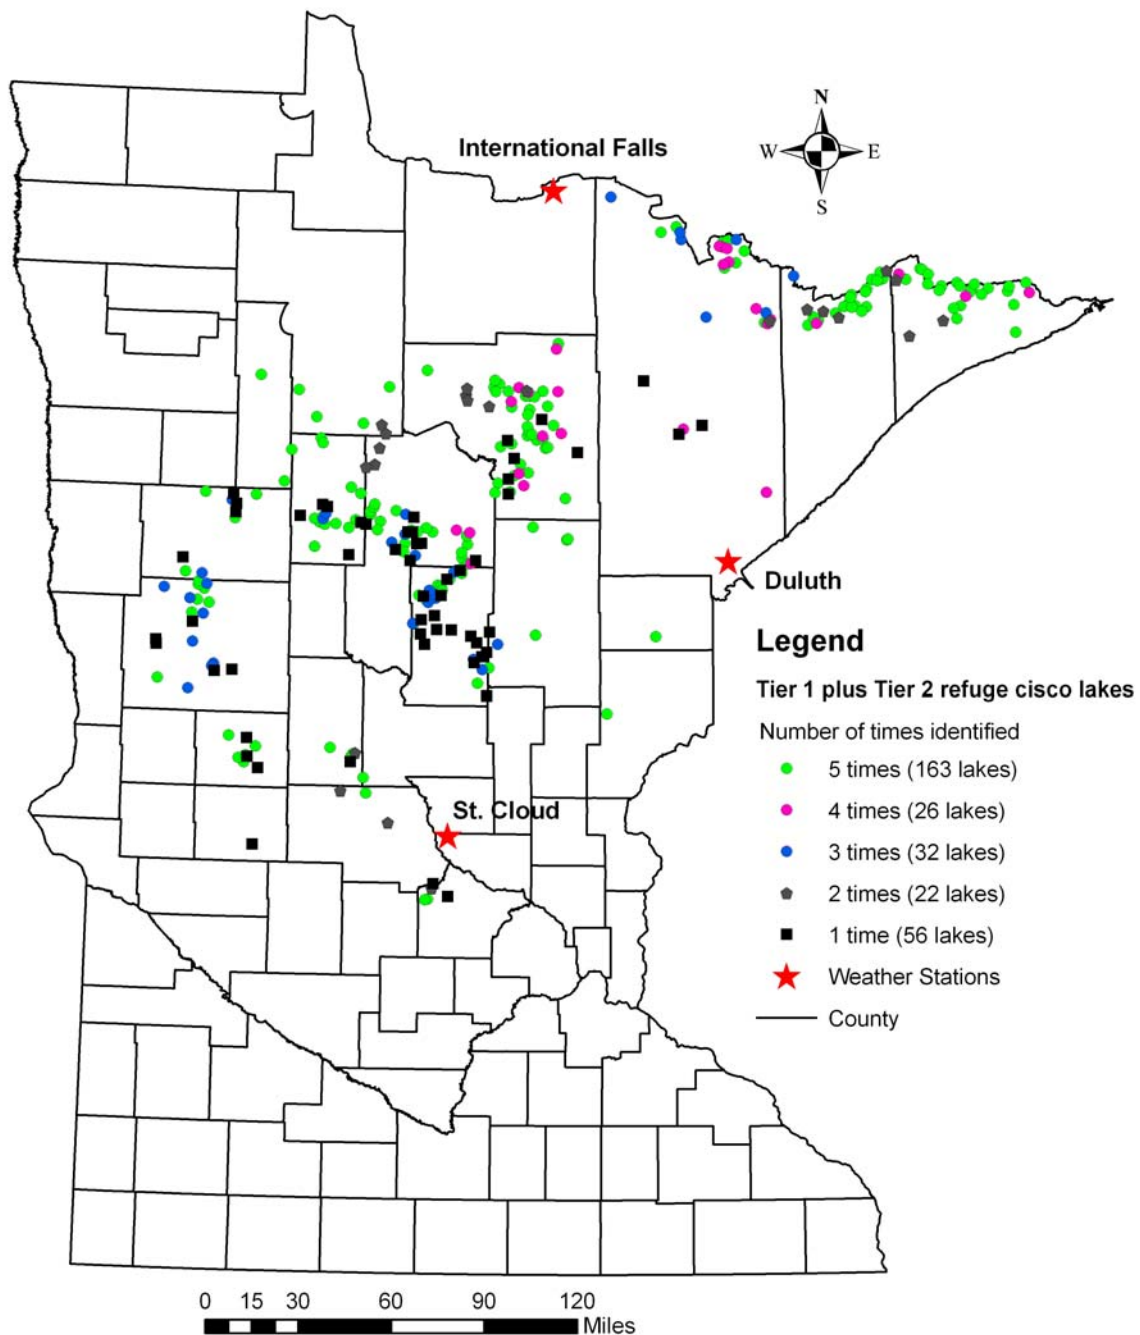 International Falls
N
W E
S
Duluth
St. Cloud
Legend
Tier 1 plus Tier 2 refuge cisco lakes
Number of times identified
5 times (163 lakes)
4 times (26 lakes)
3 times (32 lakes)
2 times (22 lakes)
1 time (56 lakes)
Weather Stations
County
0 15 30 60 90 120
Miles